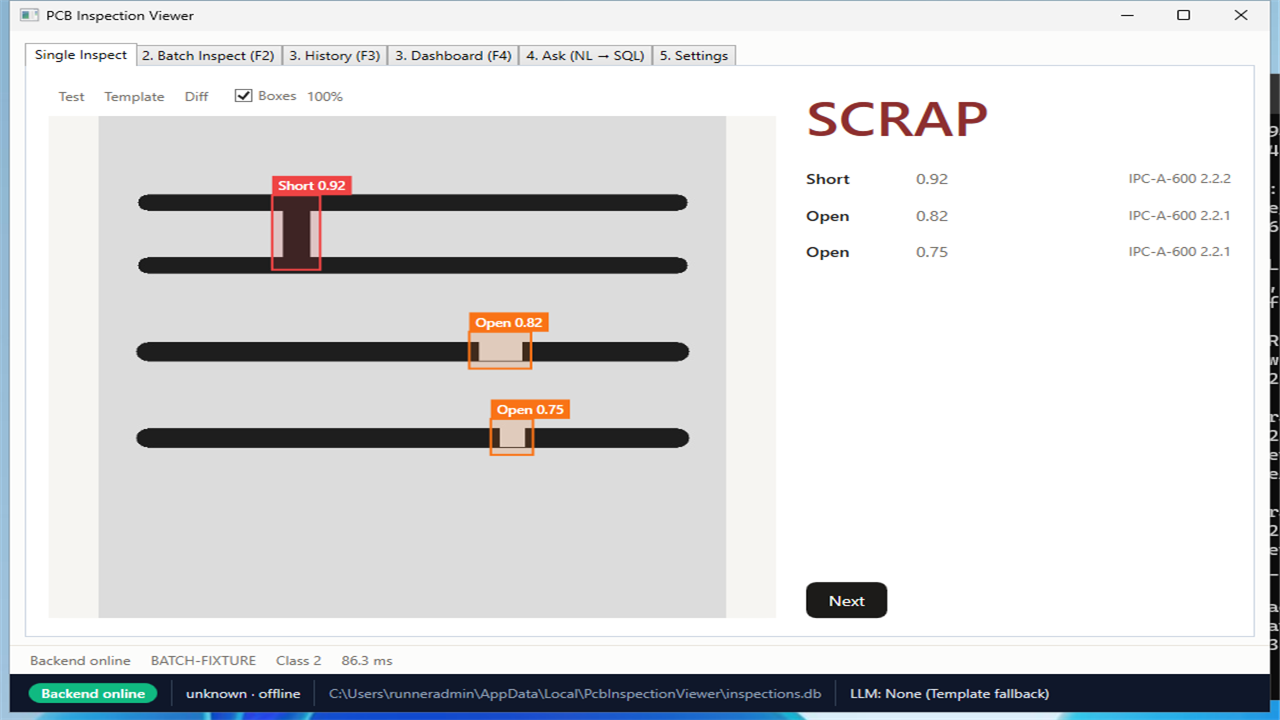 PCB Inspection Viewer
Single Inspect 2. Batch Inspect (F2) 3. History (F3) 3. Dashboard (F4) 4. Ask (NL → SQL) 5. Settings
Test Template Diff Boxes 100%
SCRAP
Short 0.92 IPC-A-600 2.2.2
Open 0.82 IPC-A-600 2.2.1
Open 0.75 IPC-A-600 2.2.1
Short 0.92
Open 0.82
Open 0.75
Next
Backend online BATCH-FIXTURE Class 2 86.3 ms
Backend online unknown · offline C:\Users\runneradmin\AppData\Local\PcbInspectionViewer\inspections.db LLM: None (Template fallback)